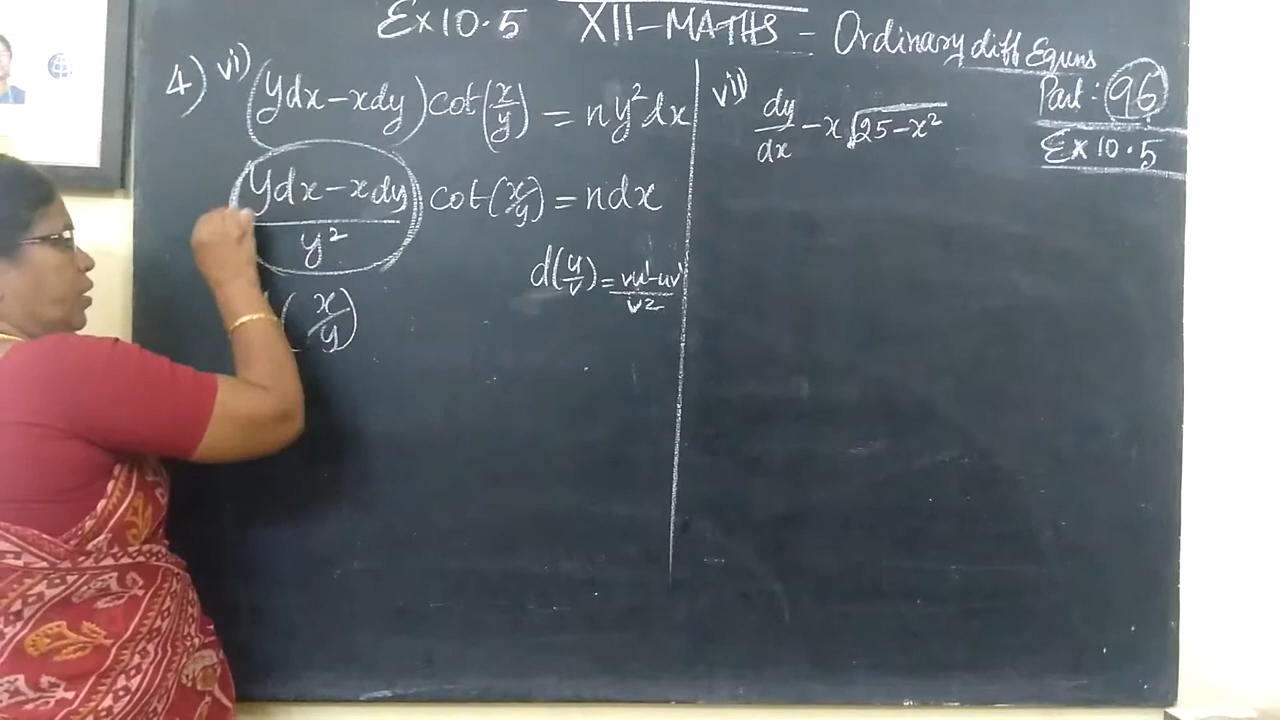 Ex 10.5 XII-MATHS - Ordinary diff Equns
Part: 96
Ex 10.5
4) vi) (ydx-xdy)cot(x/y) = ny²dx
(ydx-xdy)/y² cot(x/y) = ndx
d(u/v) = (vu'-uv')/v²
(x/y)
vii) dy/dx - x√25-x²